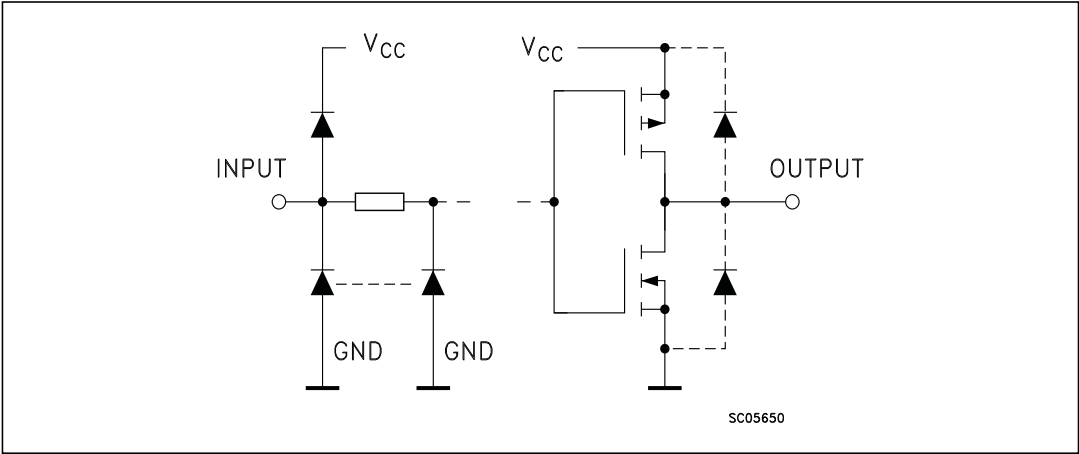 VCC
VCC
INPUT
OUTPUT
GND
GND
SC05650